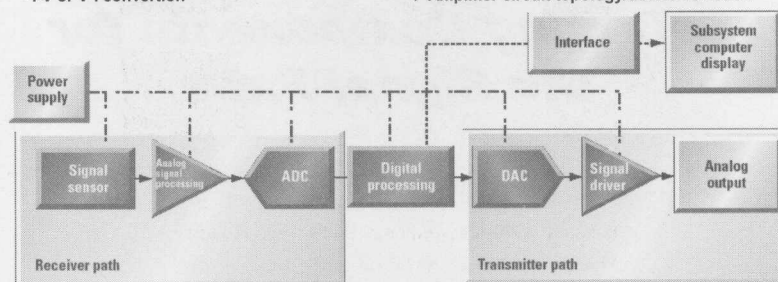 Interface
Subsystem
computer
display
Power
supply
Signal
sensor
Analog
signal
processing
ADC
Digital
processing
DAC
Signal
driver
Analog
output
Receiver path
Transmitter path